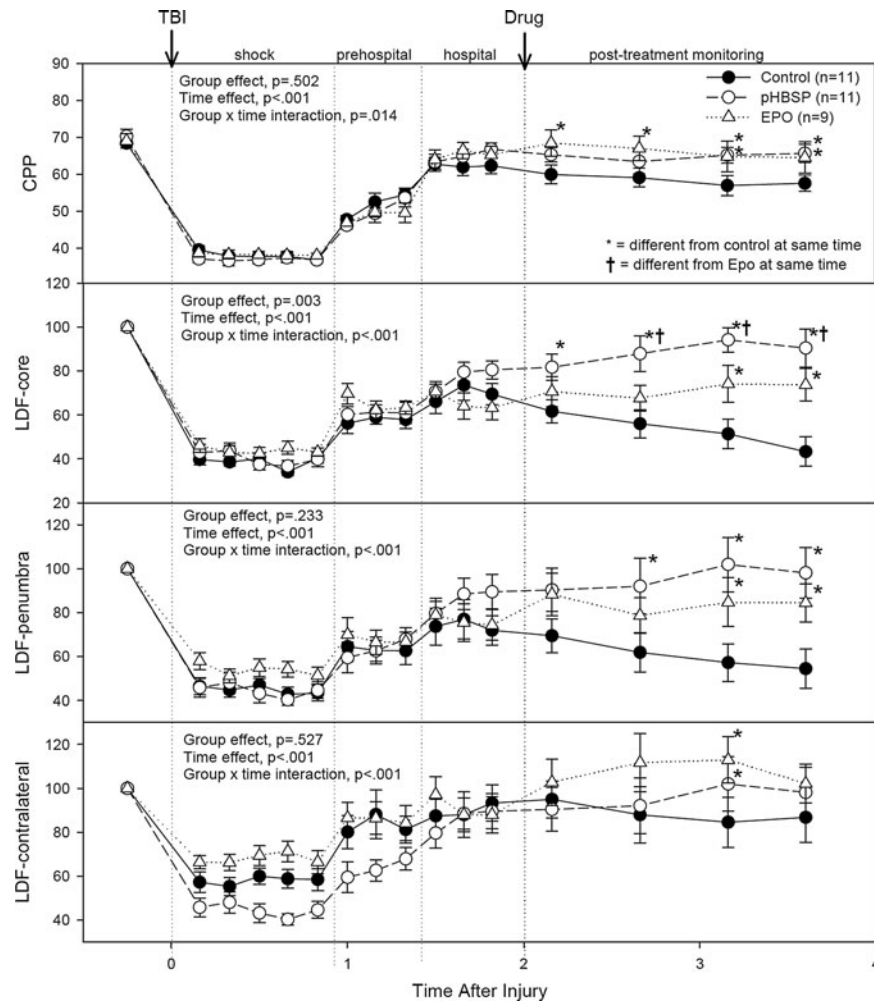 TBI
Drug
shock prehospital hospital post-treatment monitoring
90
80
70
60
50
40
CPP
Group effect, p=.502
Time effect, p<.001
Group x time interaction, p=.014
Control (n=11)
pHBSP (n=11)
EPO (n=9)
* * * * * *
* = different from control at same time
† = different from Epo at same time
120
100
80
60
40
20
LDF-core
Group effect, p=.003
Time effect, p<.001
Group x time interaction, p<.001
* *† *† *†
* *
100
80
60
40
LDF-penumbra
Group effect, p=.233
Time effect, p<.001
Group x time interaction, p<.001
* * *
* *
120
100
80
60
40
LDF-contralateral
Group effect, p=.527
Time effect, p<.001
Group x time interaction, p<.001
*
*
0 1 2 3 4
Time After Injury